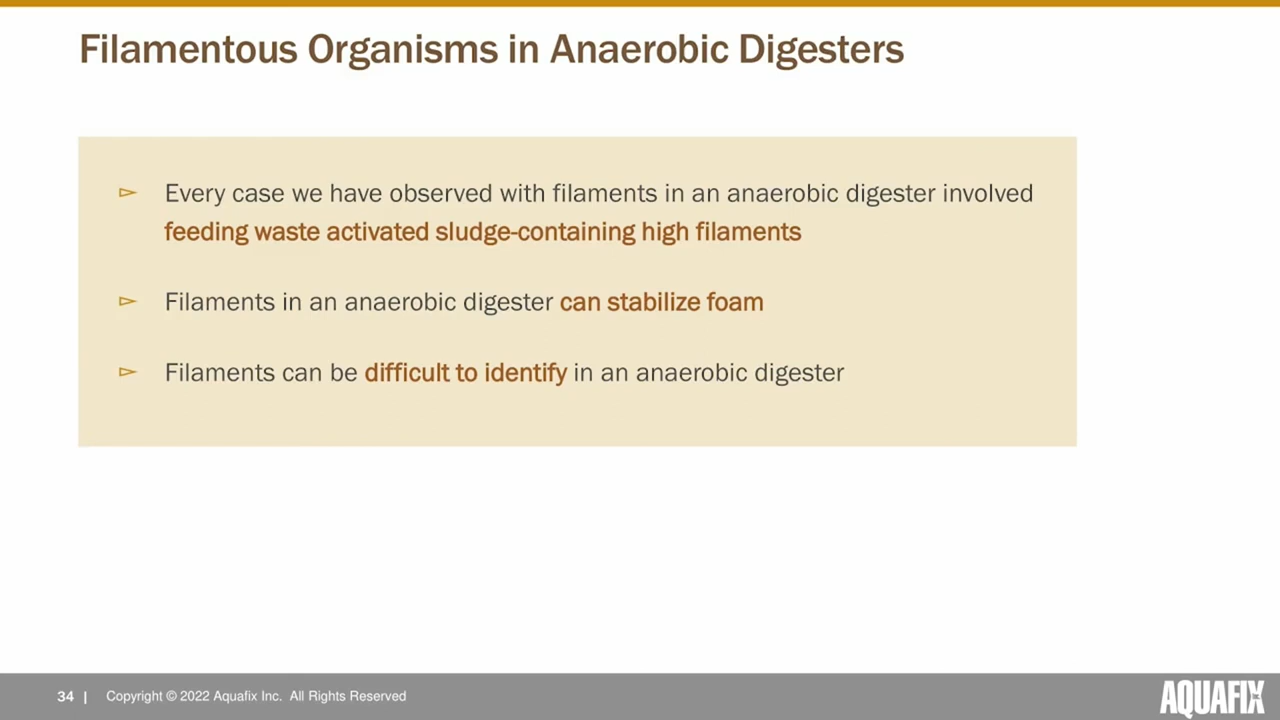 Filamentous Organisms in Anaerobic Digesters
▻ Every case we have observed with filaments in an anaerobic digester involved
feeding waste activated sludge-containing high filaments
▻ Filaments in an anaerobic digester can stabilize foam
▻ Filaments can be difficult to identify in an anaerobic digester
34 | Copyright © 2022 Aquafix Inc. All Rights Reserved
AQUAFIX INC